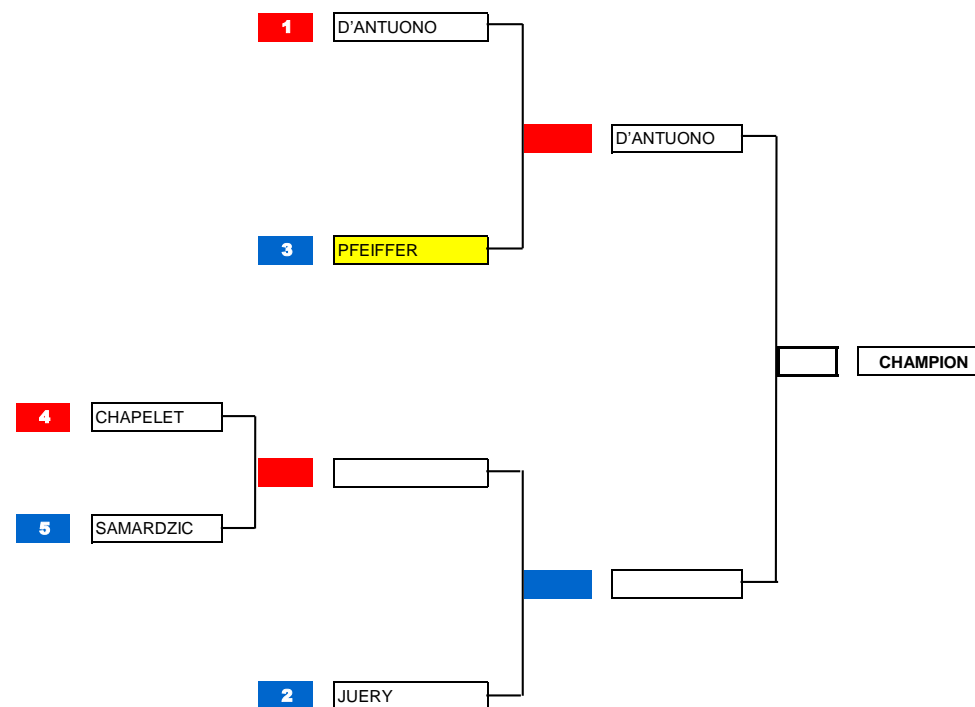 1 D’ANTUONO
D’ANTUONO
3 PFEIFFER
CHAMPION
4 CHAPELET
5 SAMARDZIC
2 JUERY